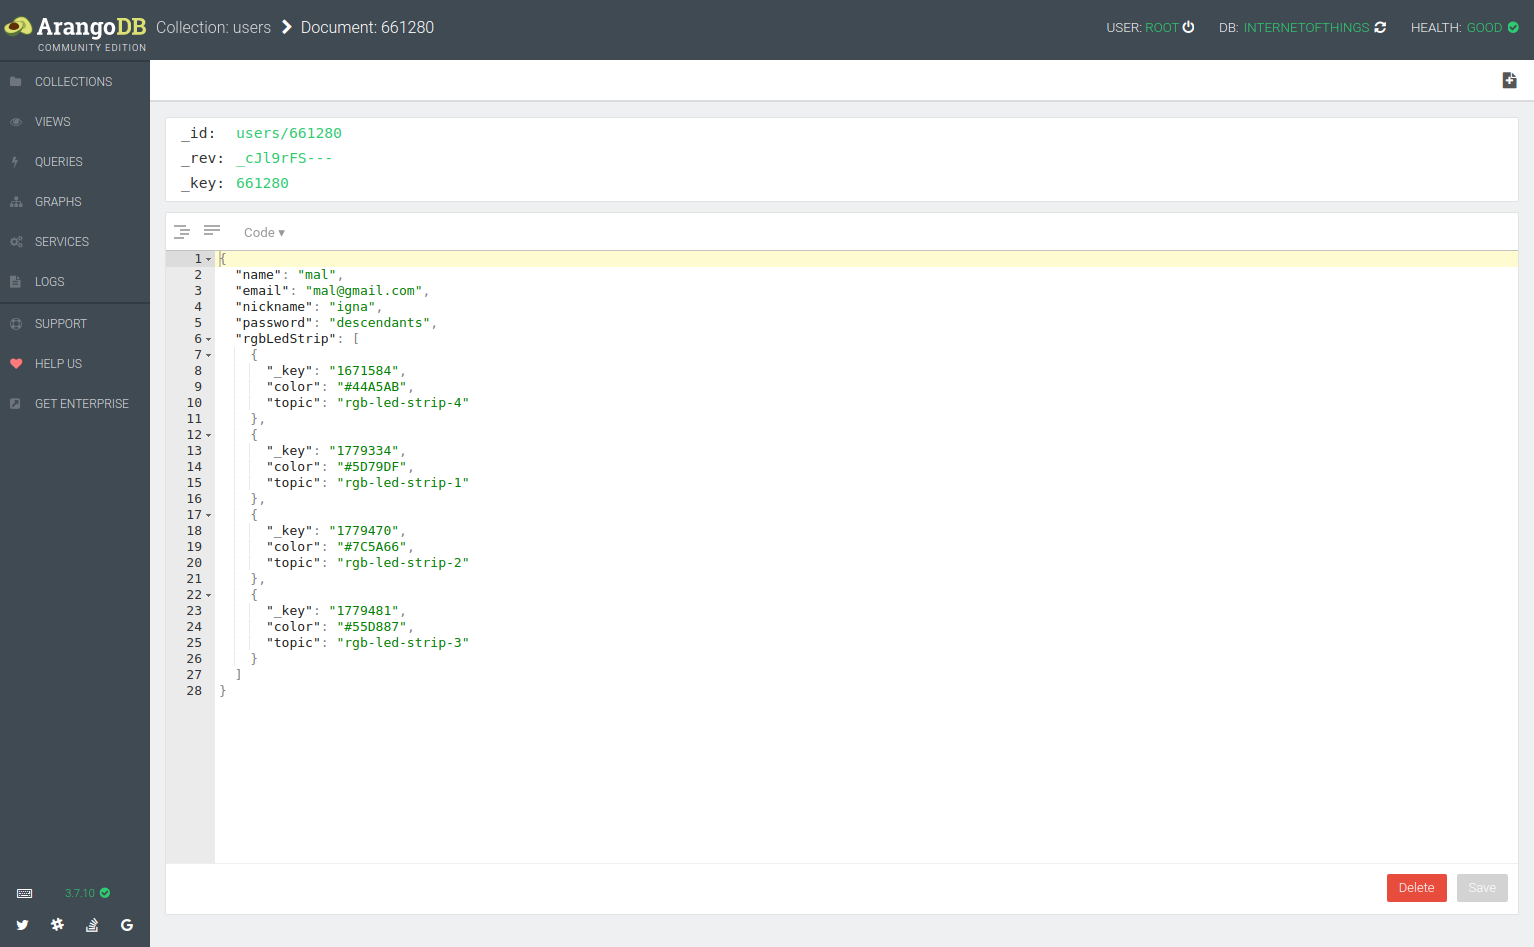 ArangoDB
COMMUNITY EDITION
Collection: users Document: 661280
USER: ROOT DB: INTERNETOFTHINGS HEALTH: GOOD
COLLECTIONS
VIEWS
QUERIES
GRAPHS
SERVICES
LOGS
SUPPORT
HELP US
GET ENTERPRISE
3.7.10
_id: users/661280
_rev: _cJl9rFS---
_key: 661280
Code ▾
1 {
2 "name": "mal",
3 "email": "mal@gmail.com",
4 "nickname": "igna",
5 "password": "descendants",
6 "rgbLedStrip": [
7 {
8 "_key": "1671584",
9 "color": "#44A5AB",
10 "topic": "rgb-led-strip-4"
11 },
12 {
13 "_key": "1779334",
14 "color": "#5D79DF",
15 "topic": "rgb-led-strip-1"
16 },
17 {
18 "_key": "1779470",
19 "color": "#7C5A66",
20 "topic": "rgb-led-strip-2"
21 },
22 {
23 "_key": "1779481",
24 "color": "#55D887",
25 "topic": "rgb-led-strip-3"
26 }
27 ]
28 }
Delete Save